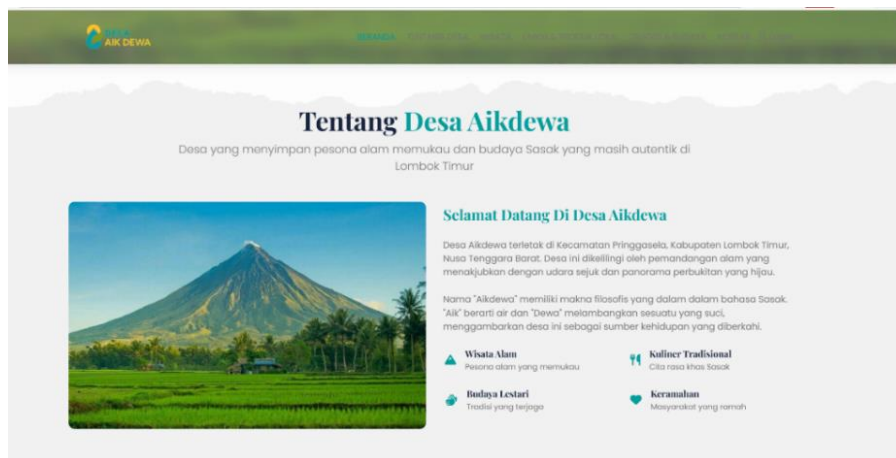 DESA
AIK DEWA
BERANDA
Tentang Desa Aikdewa
Desa yang menyimpan pesona alam memukau dan budaya Sasak yang masih autentik di
Lombok Timur
Selamat Datang Di Desa Aikdewa
Desa Aikdewa terletak di Kecamatan Pringgasela, Kabupaten Lombok Timur,
Nusa Tenggara Barat. Desa ini dikelilingi oleh pemandangan alam yang
menakjubkan dengan udara sejuk dan panorama perbukitan yang hijau.
Nama "Aikdewa" memiliki makna filosofis yang dalam dalam bahasa Sasak.
"Aik" berarti air dan "Dewa" melambangkan sesuatu yang suci,
menggambarkan desa ini sebagai sumber kehidupan yang diberkahi.
Wisata Alam
Pesona alam yang memukau
Kuliner Tradisional
Cita rasa khas Sasak
Budaya Lestari
Tradisi yang terjaga
Keramahan
Masyarakat yang ramah